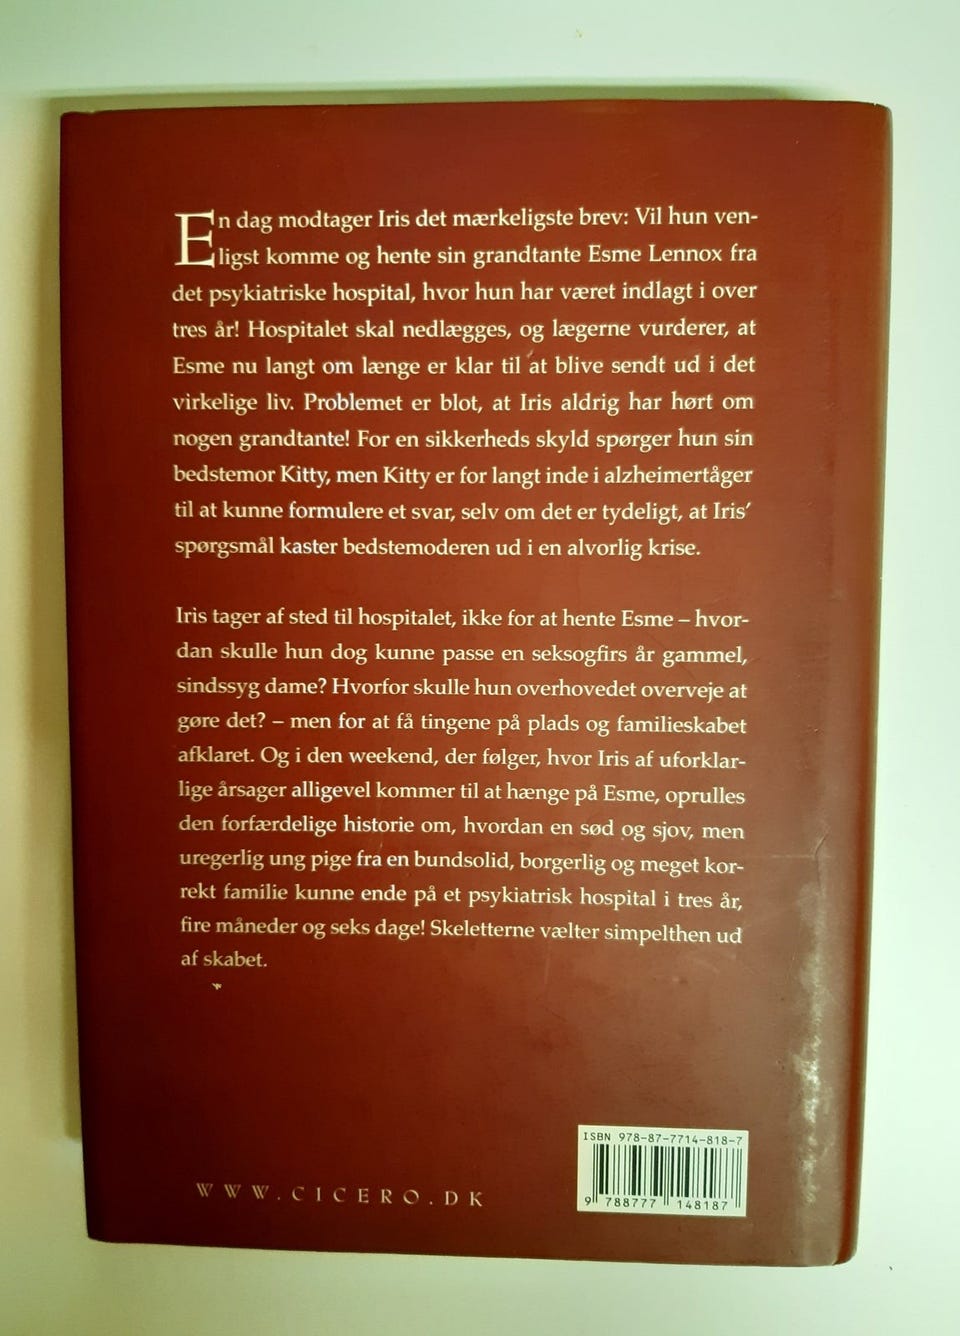 En dag modtager Iris det mærkeligste brev: Vil hun ven-
ligst komme og hente sin grandtante Esme Lennox fra
det psykiatriske hospital, hvor hun har været indlagt i over
tres år! Hospitalet skal nedlægges, og lægerne vurderer, at
Esme nu langt om længe er klar til at blive sendt ud i det
virkelige liv. Problemet er blot, at Iris aldrig har hørt om
nogen grandtante! For en sikkerheds skyld spørger hun sin
bedstemor Kitty, men Kitty er for langt inde i alzheimertåger
til at kunne formulere et svar, selv om det er tydeligt, at Iris’
spørgsmål kaster bedstemoderen ud i en alvorlig krise.
Iris tager af sted til hospitalet, ikke for at hente Esme – hvor-
dan skulle hun dog kunne passe en seksogfirs år gammel,
sindssyg dame? Hvorfor skulle hun overhovedet overveje at
gøre det? – men for at få tingene på plads og familieskabet
afklaret. Og i den weekend, der følger, hvor Iris af uforklar-
lige årsager alligevel kommer til at hænge på Esme, oprulles
den forfærdelige historie om, hvordan en sød og sjov, men
uregerlig ung pige fra en bundsolid, borgerlig og meget kor-
rekt familie kunne ende på et psykiatrisk hospital i tres år,
fire måneder og seks dage! Skeletterne vælter simpelthen ud
af skabet.
ISBN 978-87-7714-818-7
9 788777 148187
WWW.CICERO.DK